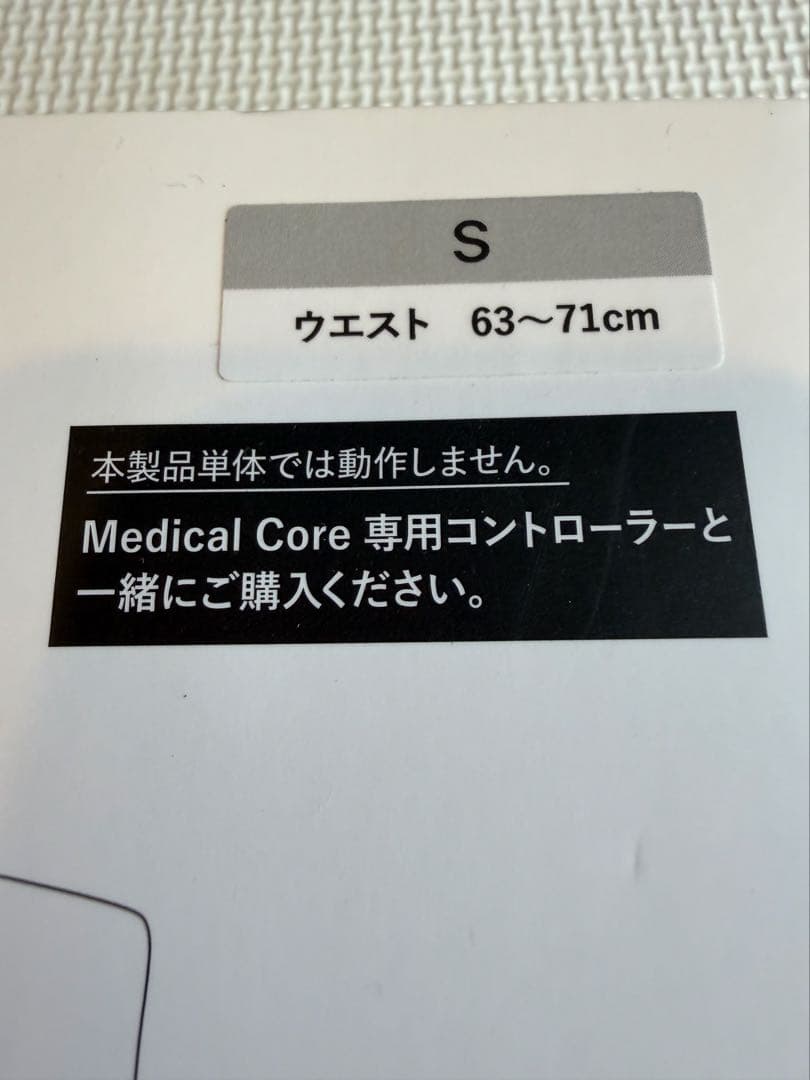 S
ウエスト 63〜71cm
本製品単体では動作しません。
Medical Core 専用コントローラーと
一緒にご購入ください。